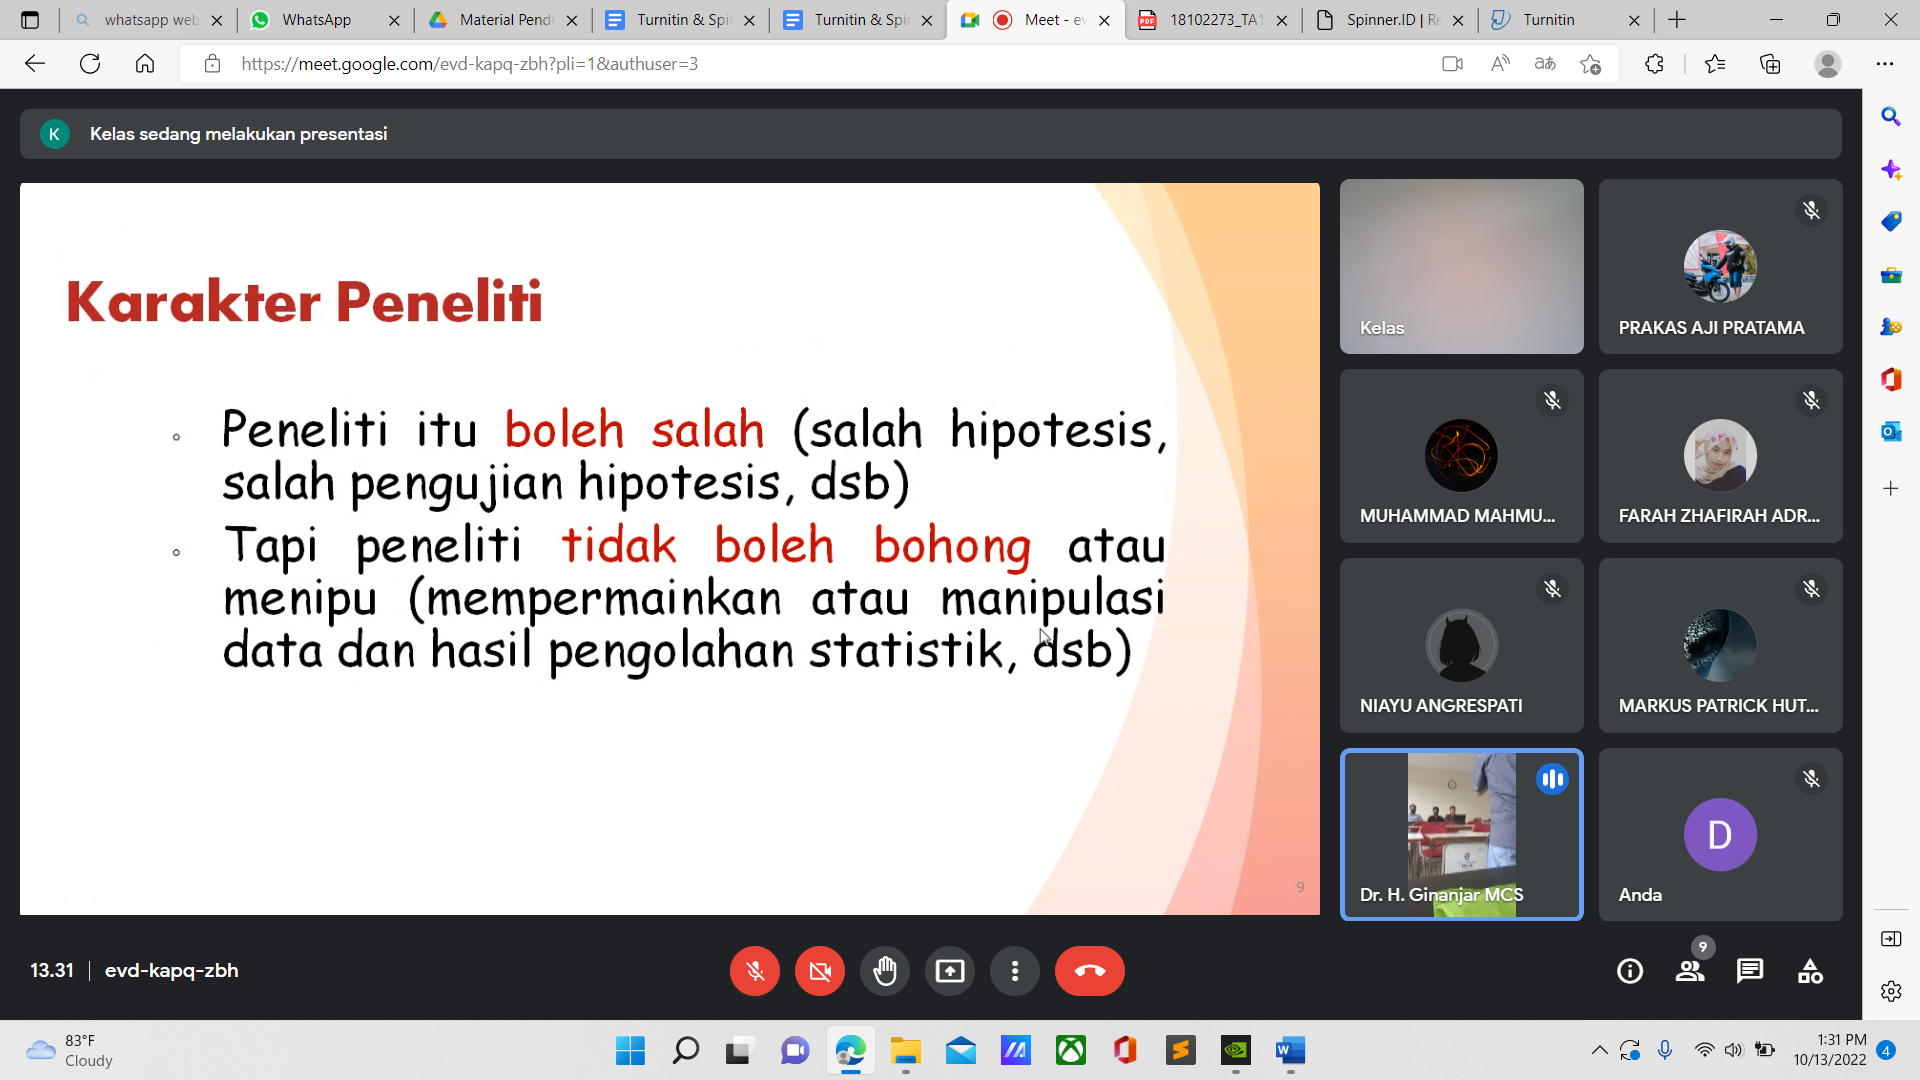 whatsapp web
WhatsApp
Material Pend
Turnitin & Spin
Turnitin & Spin
Meet - ev
18102273_TA1
Spinner.ID | Re
Turnitin
https://meet.google.com/evd-kapq-zbh?pli=1&authuser=3
K
Kelas sedang melakukan presentasi
Karakter Peneliti
Peneliti itu boleh salah (salah hipotesis,
salah pengujian hipotesis, dsb)
Tapi peneliti tidak boleh bohong atau
menipu (mempermainkan atau manipulasi
data dan hasil pengolahan statistik, dsb)
9
Kelas
PRAKAS AJI PRATAMA
MUHAMMAD MAHMU...
FARAH ZHAFIRAH ADR...
NIAYU ANGRESPATI
MARKUS PATRICK HUT...
Dr. H. Ginanjar MCS
D
Anda
13.31 | evd-kapq-zbh
9
83°F
Cloudy
1:31 PM
10/13/2022
4